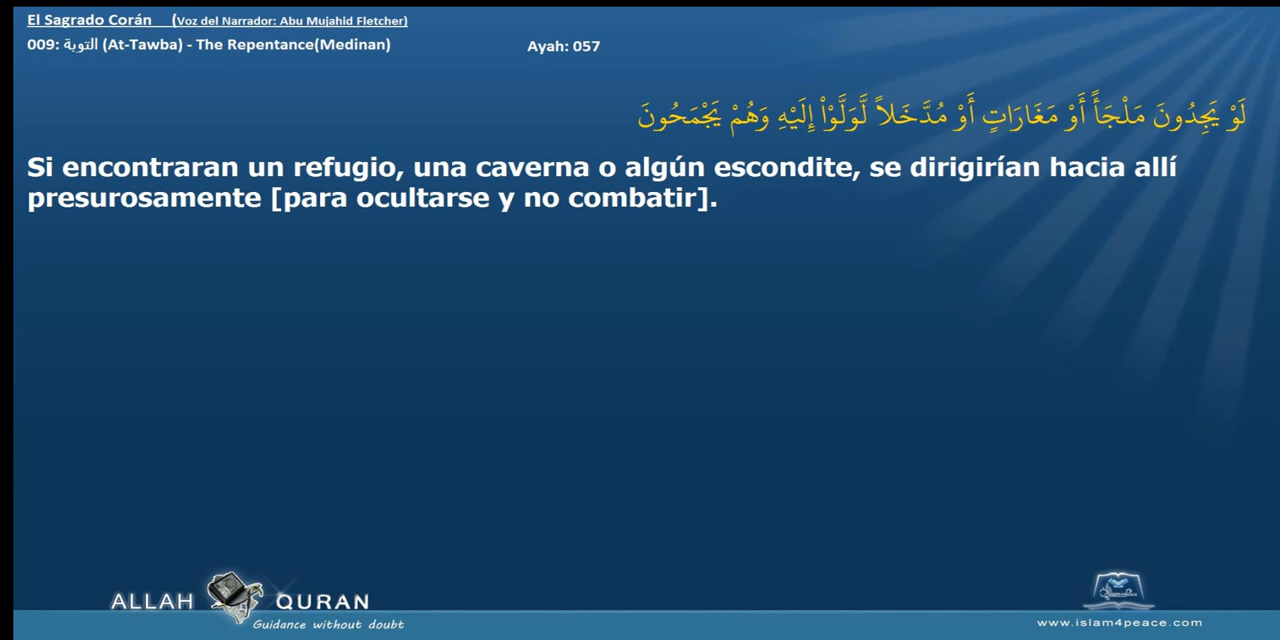 El Sagrado Corán (Voz del Narrador: Abu Mujahid Fletcher)
009: التوبة (At-Tawba) - The Repentance(Medinan) Ayah: 057
لَوْ يَجِدُونَ مَلْجَأً أَوْ مَغَارَاتٍ أَوْ مُدَّخَلاً لَّوَلَّوْاْ إِلَيْهِ وَهُمْ يَجْمَحُونَ
Si encontraran un refugio, una caverna o algún escondite, se dirigirían hacia allí
presurosamente [para ocultarse y no combatir].
ALLAH QURAN
Guidance without doubt
www.islam4peace.com